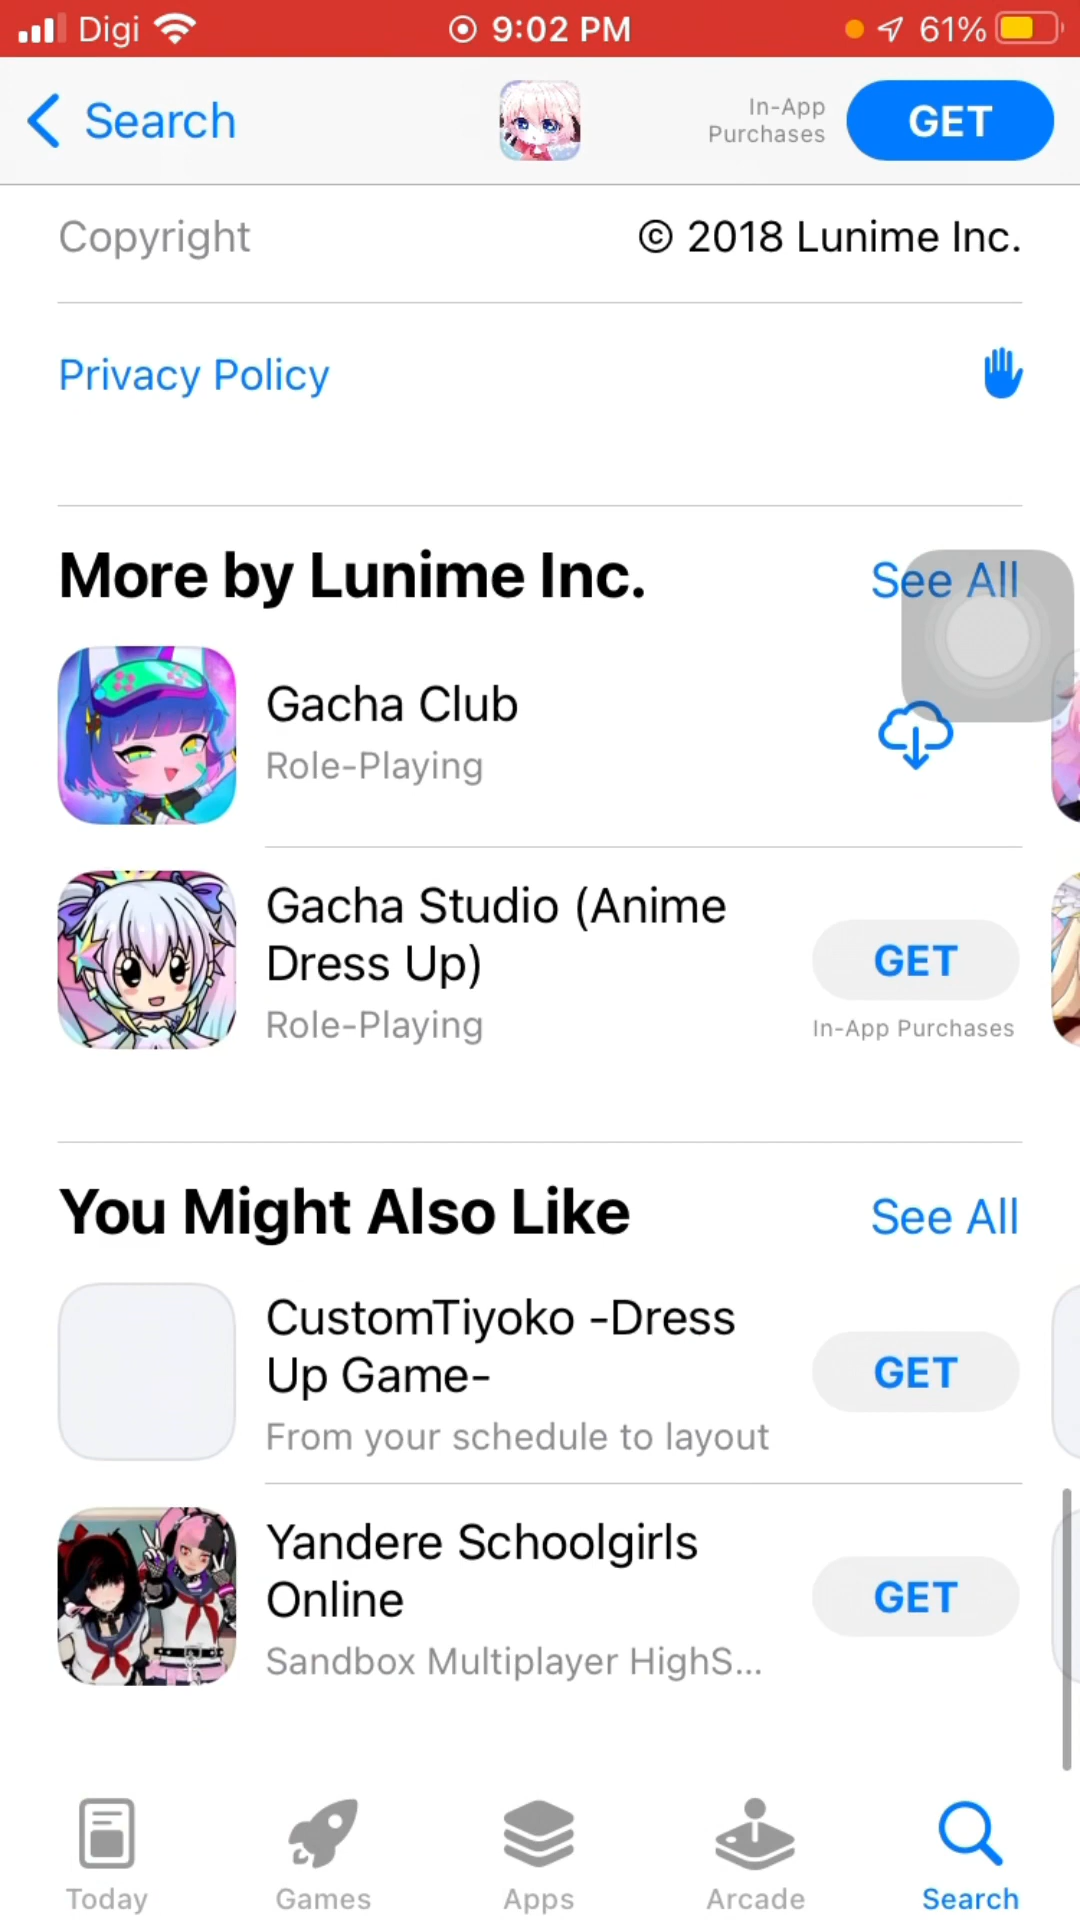 Digi 9:02 PM 61%
Search In-App Purchases GET
Copyright © 2018 Lunime Inc.
Privacy Policy
More by Lunime Inc. See All
Gacha Club
Role-Playing
Gacha Studio (Anime
Dress Up)
GET
Role-Playing
In-App Purchases
You Might Also Like See All
CustomTiyoko -Dress
Up Game-
GET
From your schedule to layout
Yandere Schoolgirls
Online
GET
Sandbox Multiplayer HighS...
Today Games Apps Arcade Search